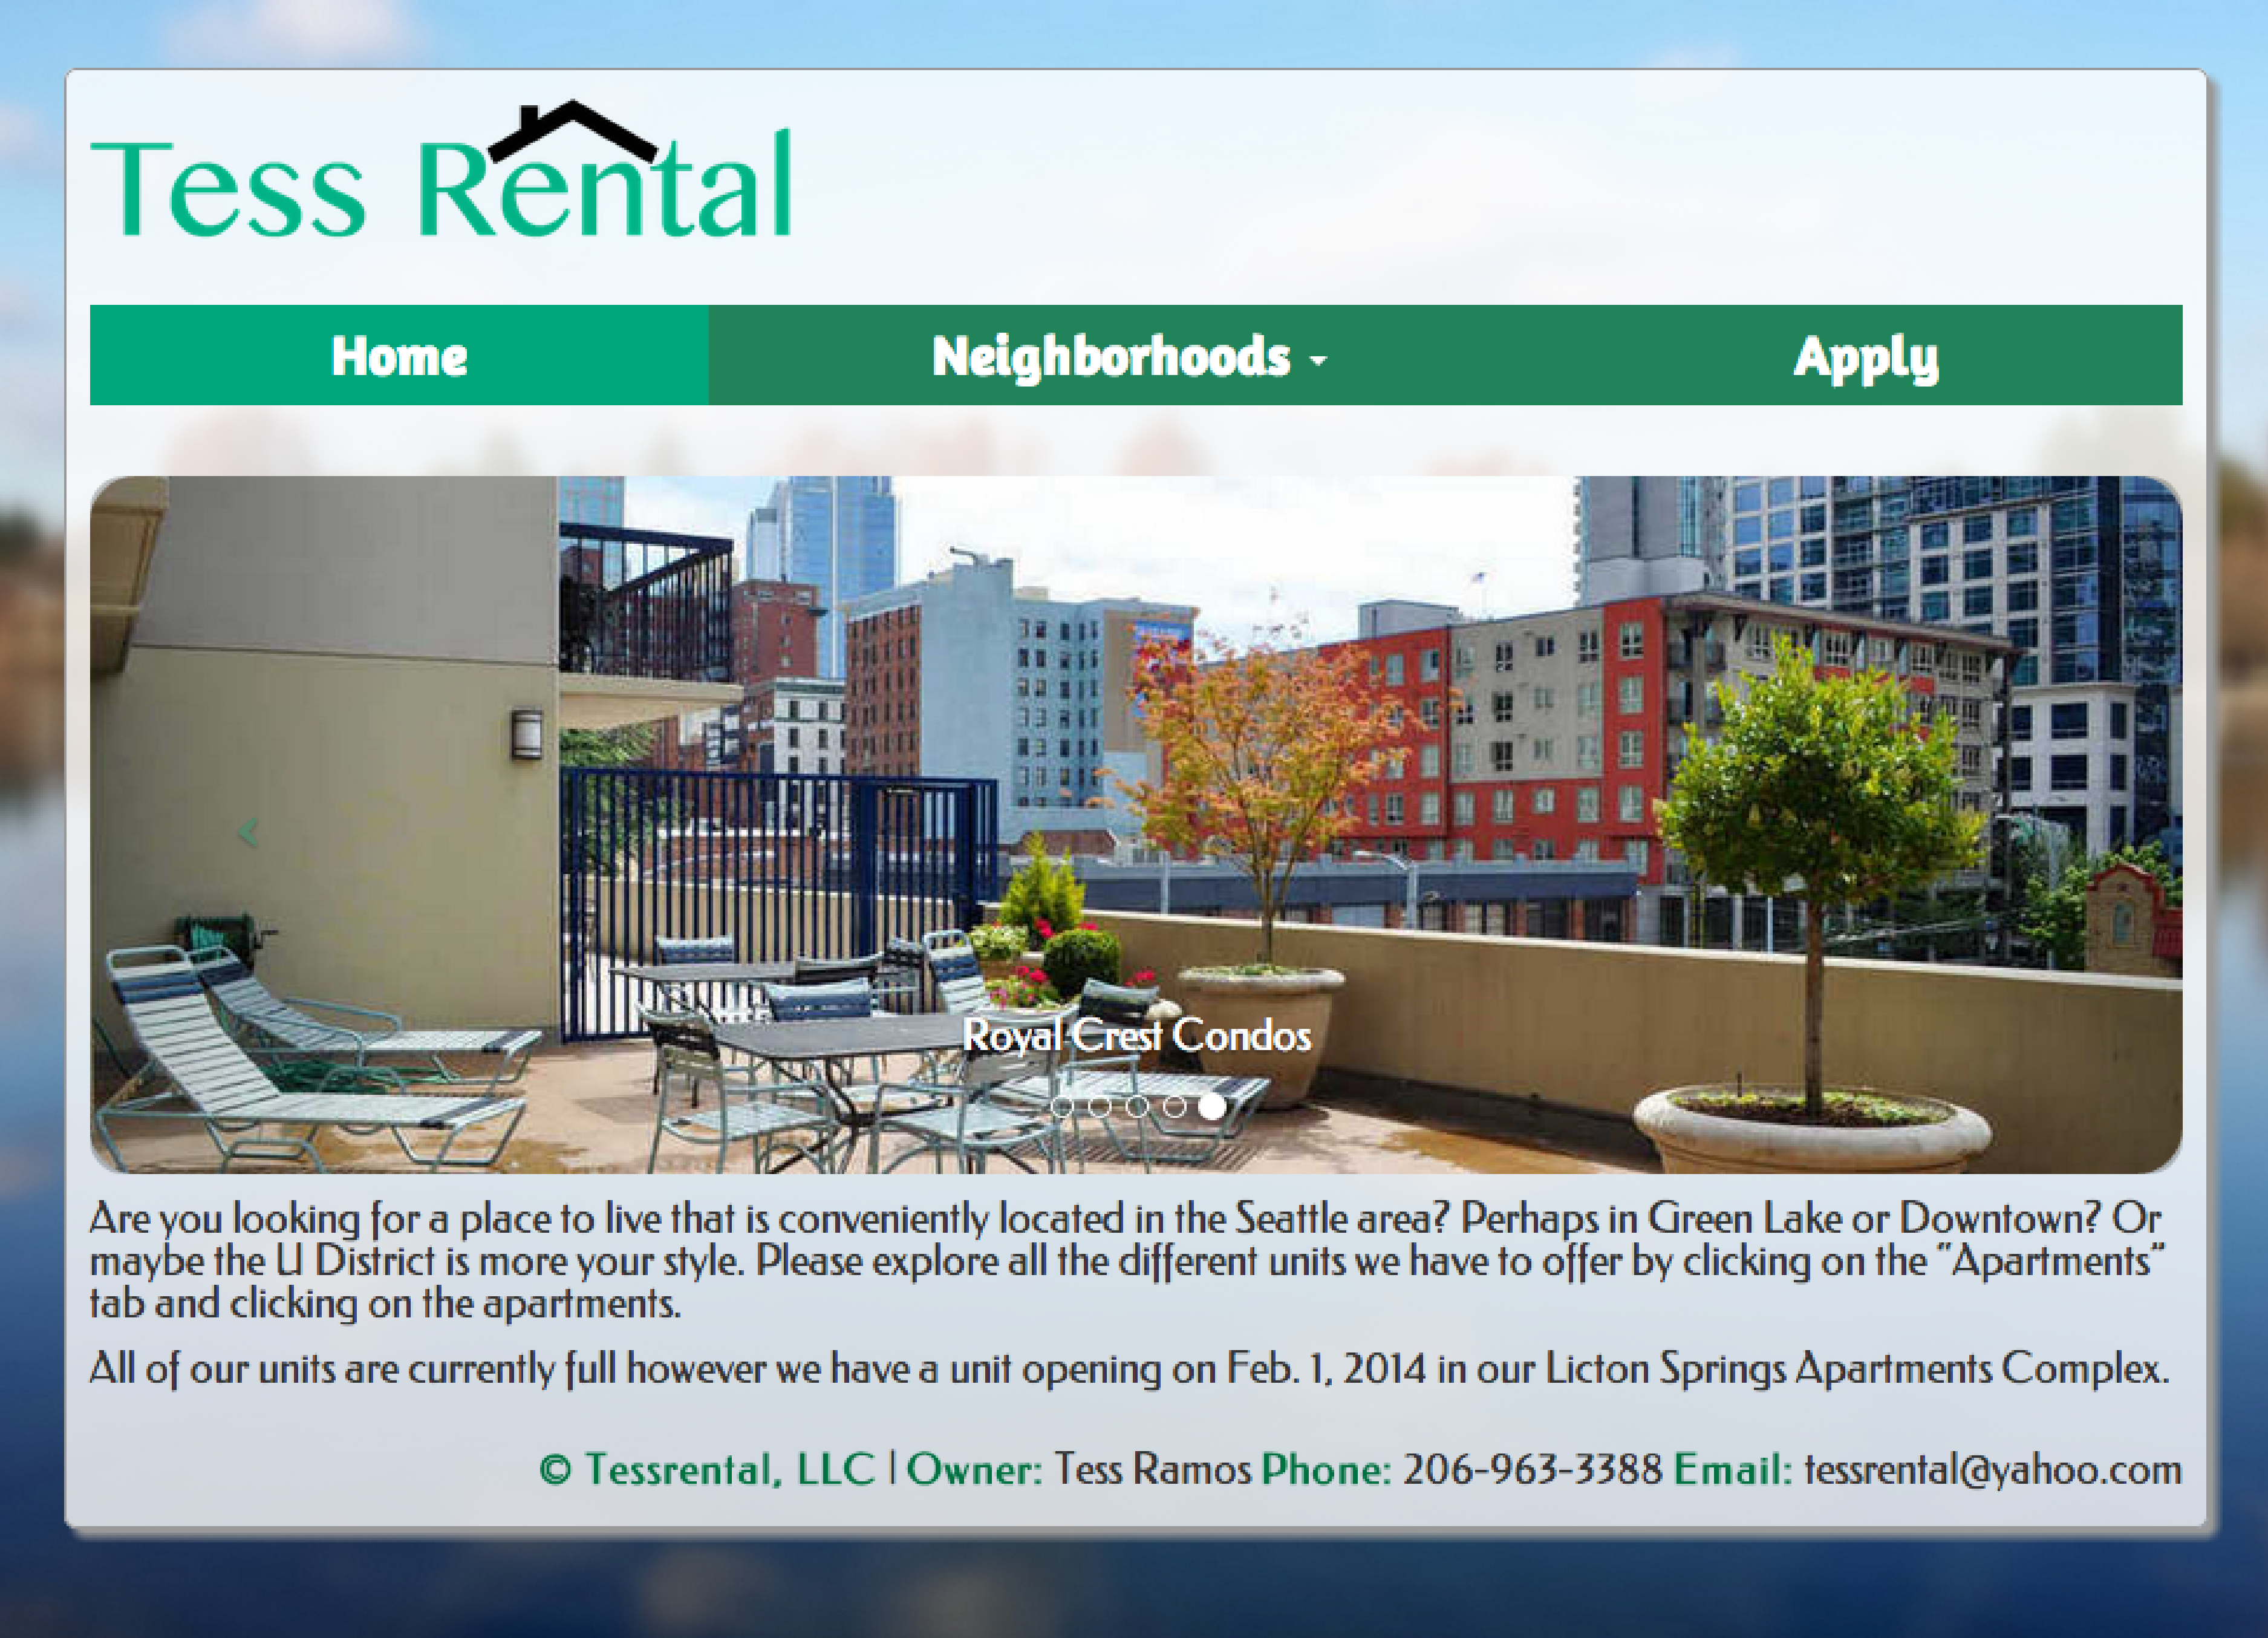 Tess Rental
Home
Neighborhoods
Apply
Royal Crest Condos
Are you looking for a place to live that is conveniently located in the Seattle area? Perhaps in Green Lake or Downtown? Or
maybe the U District is more your style. Please explore all the different units we have to offer by clicking on the "Apartments"
tab and clicking on the apartments.
All of our units are currently full however we have a unit opening on Feb. 1, 2014 in our Licton Springs Apartments Complex.
© Tessrental, LLC | Owner: Tess Ramos Phone: 206-963-3388 Email: tessrental@yahoo.com